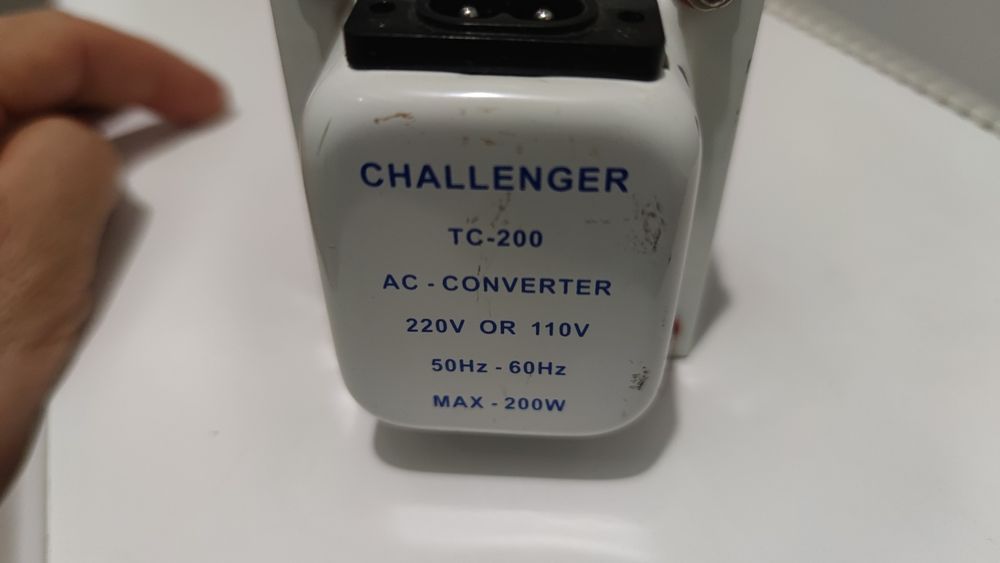 CHALLENGER
TC-200
AC - CONVERTER
220V OR 110V
50Hz - 60Hz
MAX - 200W